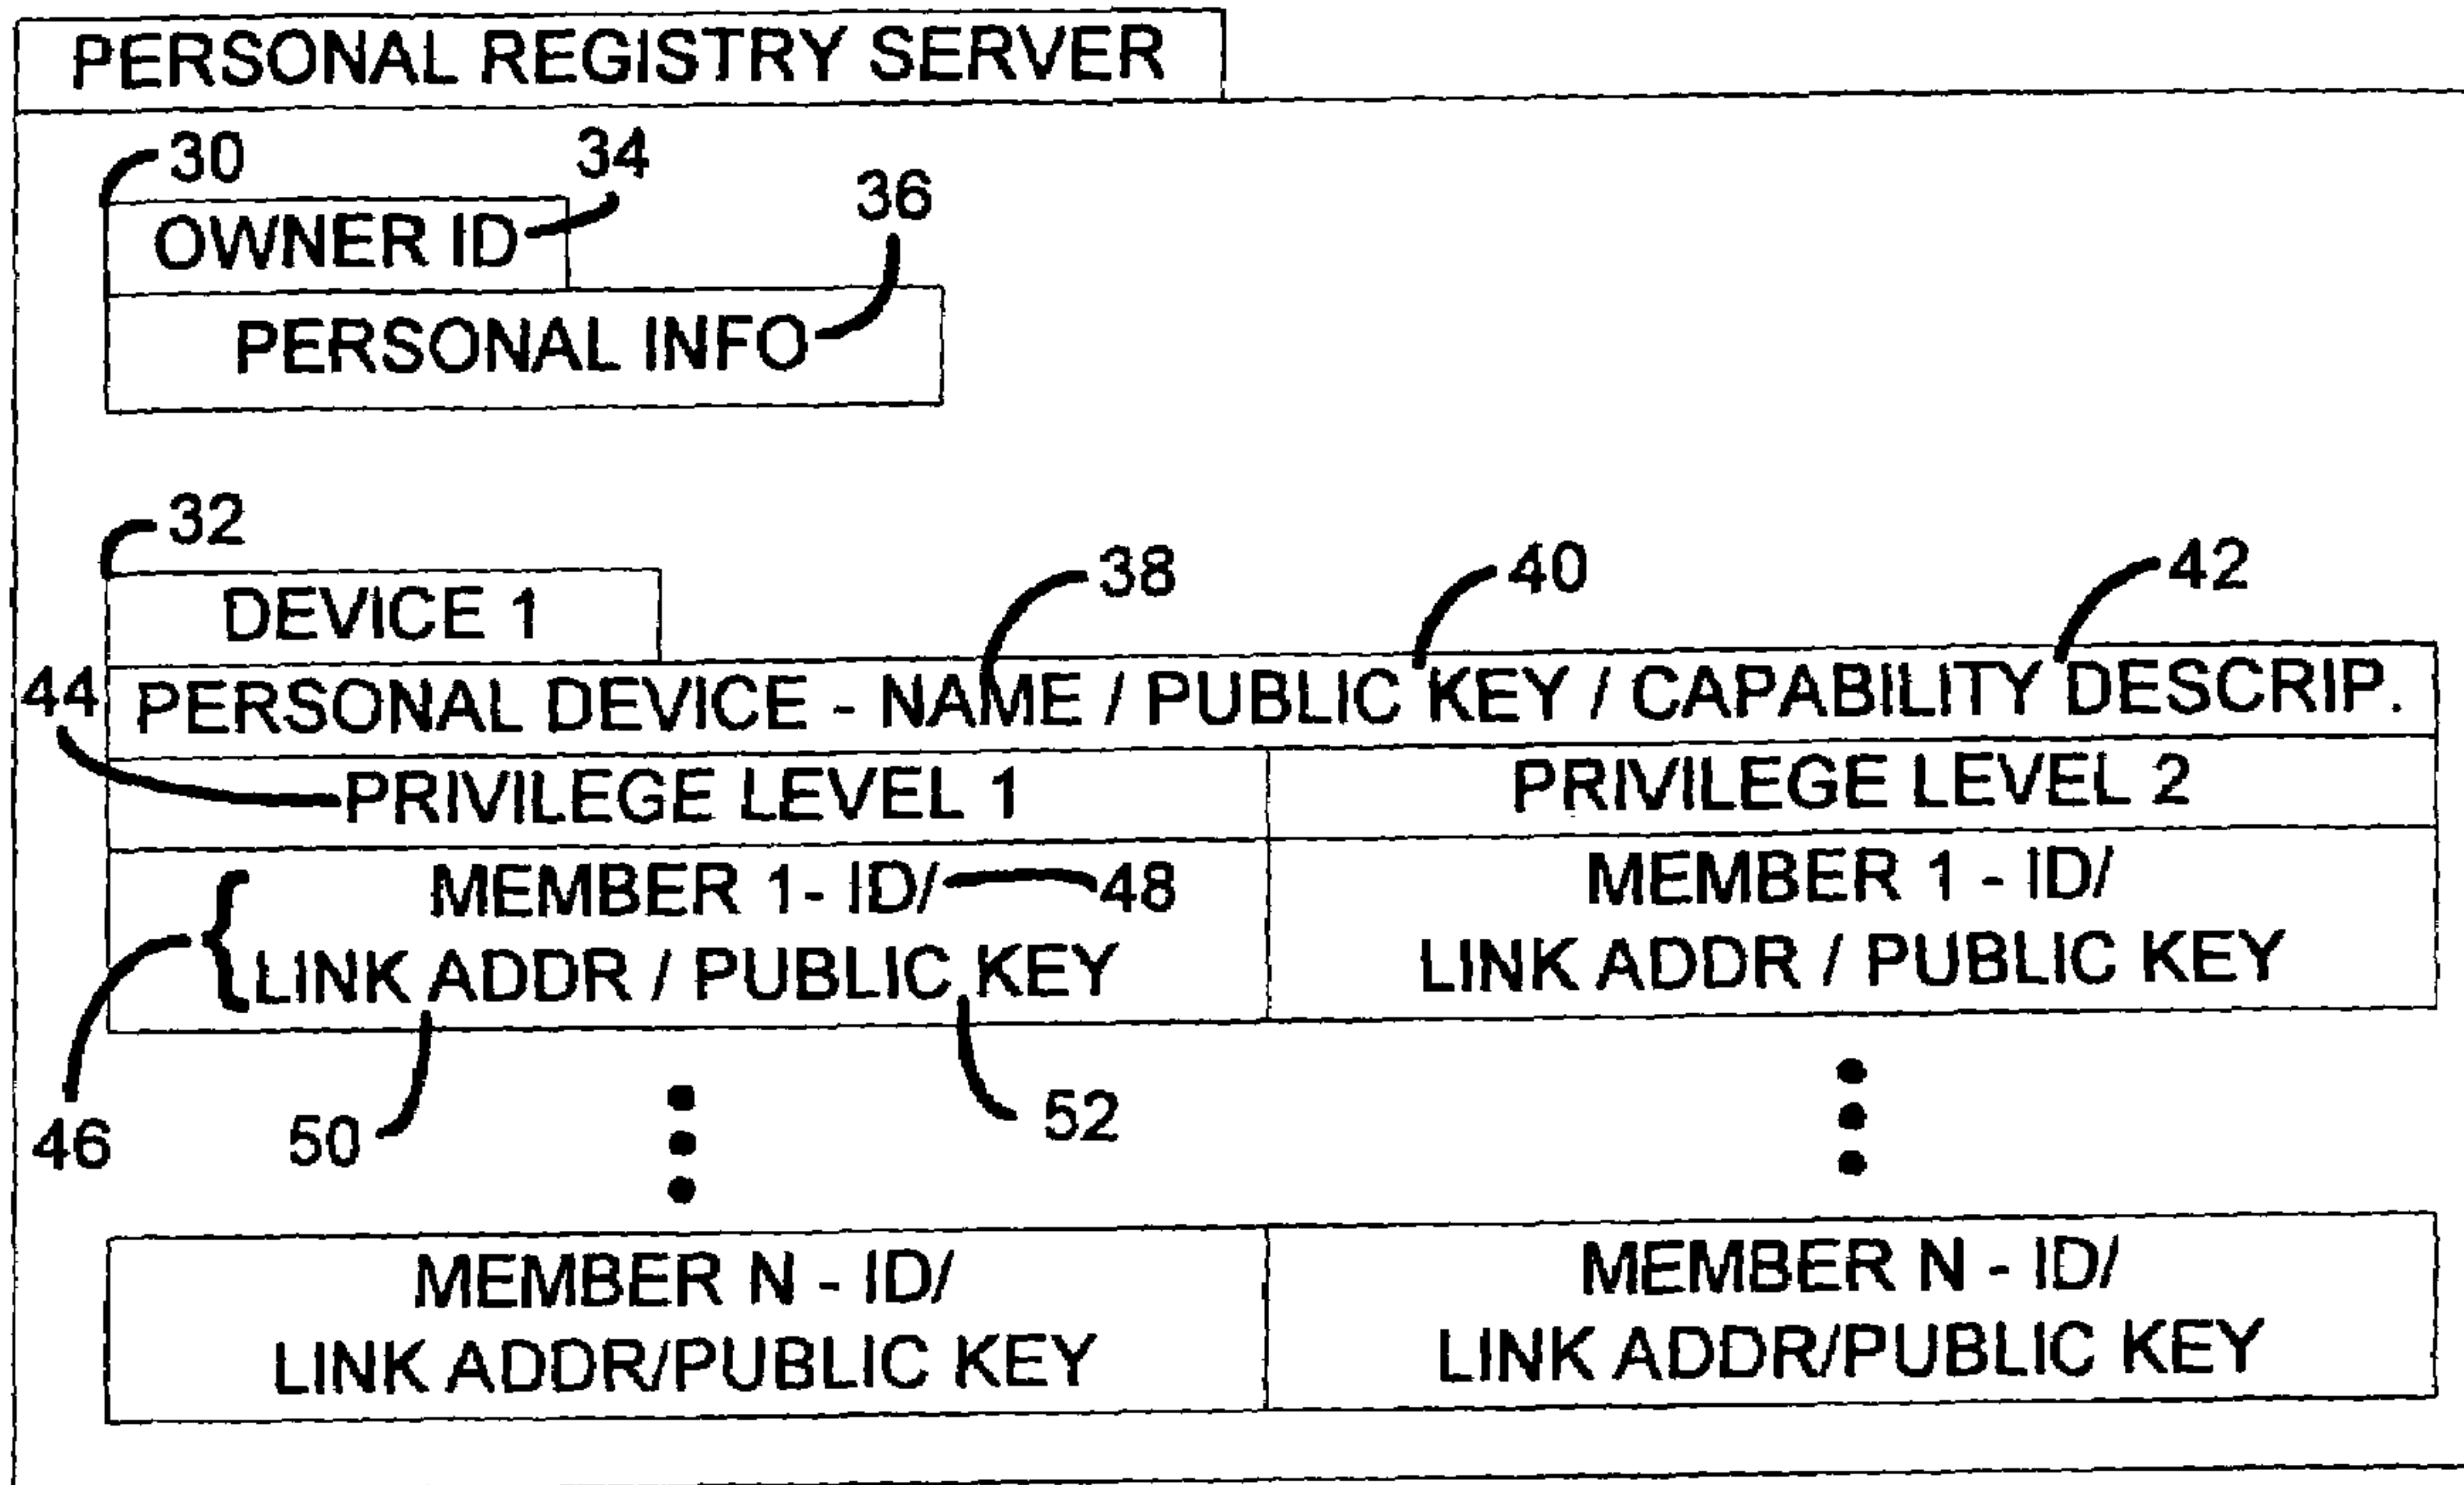 PERSONAL REGISTRY SERVER
30
34
36
OWNER ID
PERSONAL INFO
32
38
40
42
DEVICE 1
44
PERSONAL DEVICE - NAME / PUBLIC KEY / CAPABILITY DESCRIP.
PRIVILEGE LEVEL 1
PRIVILEGE LEVEL 2
MEMBER 1- ID/
48
LINK ADDR / PUBLIC KEY
MEMBER 1 - ID/
LINK ADDR / PUBLIC KEY
46
50
52
MEMBER N - ID/
LINK ADDR/PUBLIC KEY
MEMBER N - ID/
LINK ADDR/PUBLIC KEY